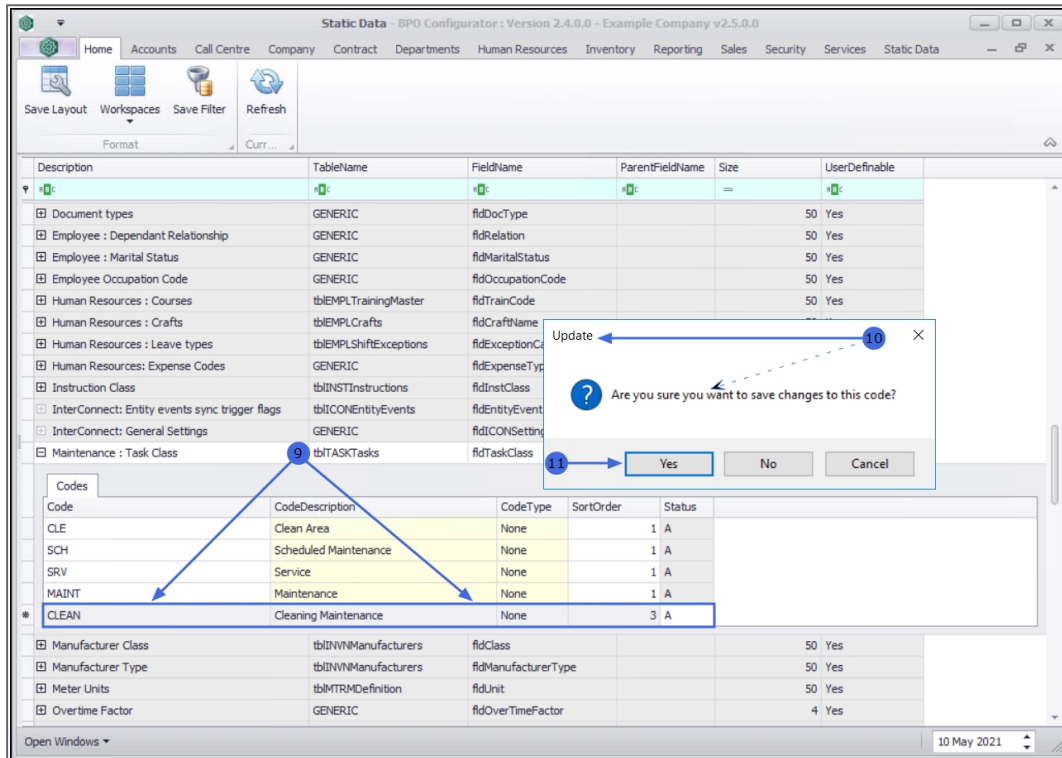 Static Data - BPO Configurator : Version 2.4.0.0 - Example Company v2.5.0.0
Home Accounts Call Centre Company Contract Departments Human Resources Inventory Reporting Sales Security Services Static Data
Save Layout Workspaces Save Filter Refresh
Format Curr...
Description TableName FieldName ParentFieldName Size UserDefinable
Document types GENERIC fldDocType 50 Yes
Employee : Dependant Relationship GENERIC fldRelation 50 Yes
Employee : Marital Status GENERIC fldMaritalStatus 50 Yes
Employee Occupation Code GENERIC fldOccupationCode 50 Yes
Human Resources : Courses tblEMPLTrainingMaster fldTrainCode 50 Yes
Human Resources : Crafts tblEMPLCrafts fldCraftName
Human Resources : Leave types tblEMPLShiftExceptions fldExceptionCa
Human Resources: Expense Codes GENERIC fldExpenseTyp
Instruction Class tblINSTInstructions fldInstClass
InterConnect: Entity events sync trigger flags tblICONEntityEvents fldEntityEvent
InterConnect: General Settings GENERIC fldICONSetting
Maintenance : Task Class 9 tblTASKTasks fldTaskClass
Update 10
Are you sure you want to save changes to this code?
11 Yes No Cancel
Codes
Code CodeDescription CodeType SortOrder Status
CLE Clean Area None 1 A
SCH Scheduled Maintenance None 1 A
SRV Service None 1 A
MAINT Maintenance None 1 A
CLEAN Cleaning Maintenance None 3 A
Manufacturer Class tblINVNManufacturers fldClass 50 Yes
Manufacturer Type tblINVNManufacturers fldManufacturerType 50 Yes
Meter Units tblMTRMDefinition fldUnit 50 Yes
Overtime Factor GENERIC fldOverTimeFactor 4 Yes
Open Windows 10 May 2021